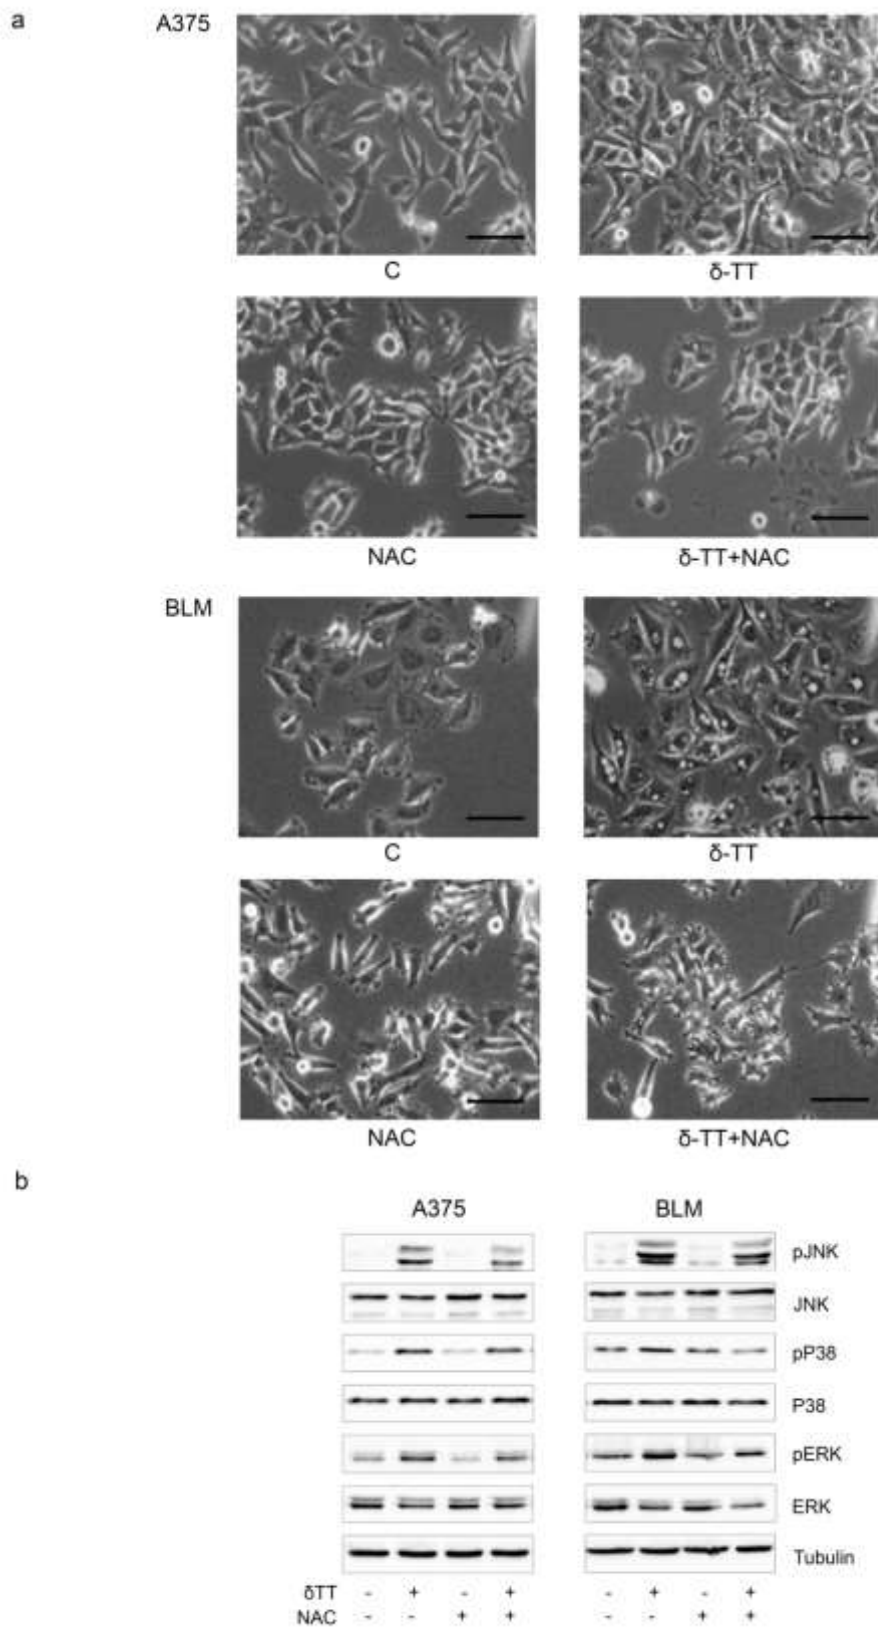 a
A375
C
δ-TT
NAC
δ-TT+NAC
BLM
C
δ-TT
NAC
δ-TT+NAC
b
A375 BLM
pJNK
JNK
pP38
P38
pERK
ERK
Tubulin
δTT - + - + - + - +
NAC - - + + - - + +